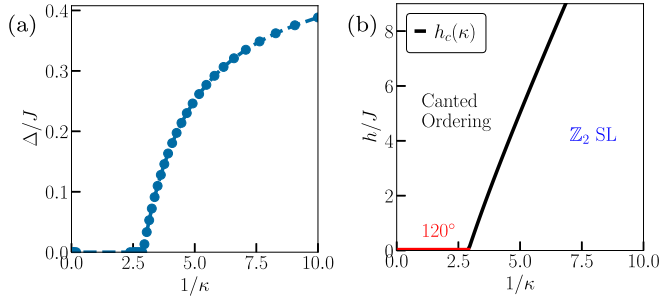 (a)
0.4
0.3
0.2
0.1
0.0
Δ/J
0.0 2.5 5.0 7.5 10.0
1/κ
(b)
8
6
4
2
0
h/J
h_c(κ)
Canted
Ordering
ℤ₂ SL
120°
0.0 2.5 5.0 7.5 10.0
1/κ